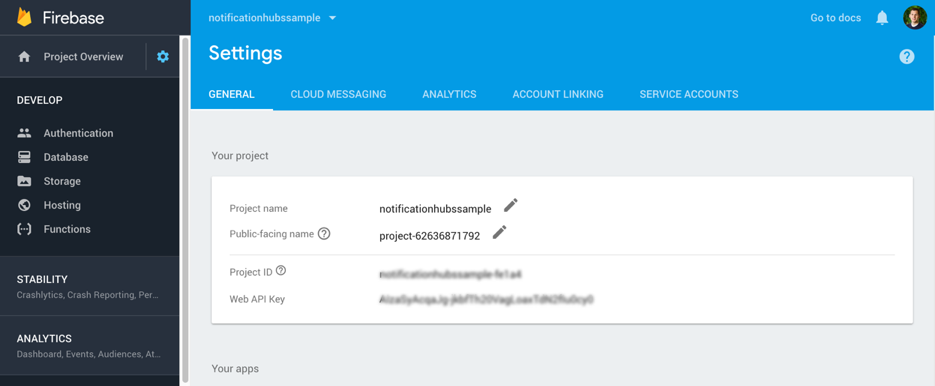 Firebase
notificationhubssample
Go to docs
Project Overview
Settings
GENERAL CLOUD MESSAGING ANALYTICS ACCOUNT LINKING SERVICE ACCOUNTS
DEVELOP
Authentication
Database
Storage
Hosting
Functions
STABILITY
Crashlytics, Crash Reporting, Per...
ANALYTICS
Dashboard, Events, Audiences, At...
Your project
Project name notificationhubssample
Public-facing name project-62636871792
Project ID
Web API Key
Your apps